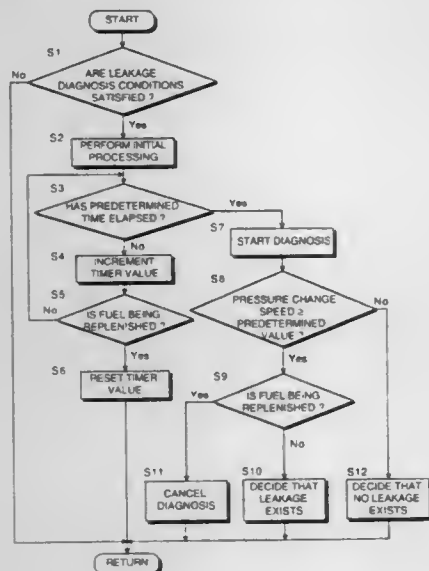 START
S1
ARE LEAKAGE
DIAGNOSIS CONDITIONS
SATISFIED ?
No
Yes
S2
PERFORM INITIAL
PROCESSING
S3
HAS PREDETERMINED
TIME ELAPSED ?
Yes
No
S4
INCREMENT
TIMER VALUE
S5
IS FUEL BEING
REPLENISHED ?
No
Yes
S6
RESET TIMER
VALUE
S7
START DIAGNOSIS
S8
PRESSURE CHANGE
SPEED ≥
PREDETERMINED
VALUE ?
No
Yes
S9
IS FUEL BEING
REPLENISHED ?
Yes
No
S11
CANCEL
DIAGNOSIS
S10
DECIDE THAT
LEAKAGE
EXISTS
S12
DECIDE THAT
NO LEAKAGE
EXISTS
RETURN